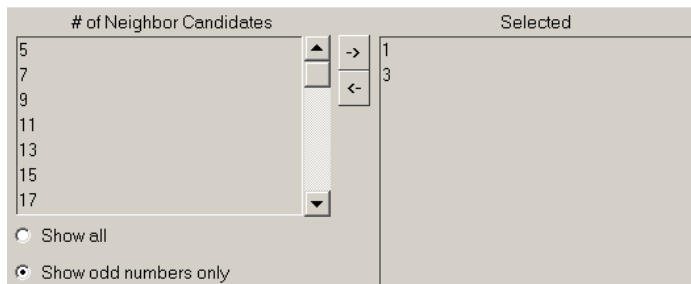 # of Neighbor Candidates
Selected
5
7
9
11
13
15
17
->
<-
1
3
Show all
Show odd numbers only